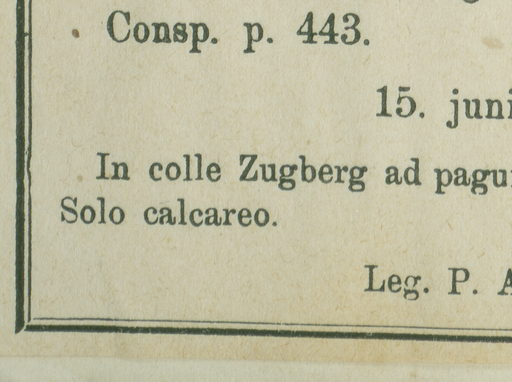 Consp. p. 443.
15. juni
In colle Zugberg ad pagu
Solo calcareo.
Leg. P. A